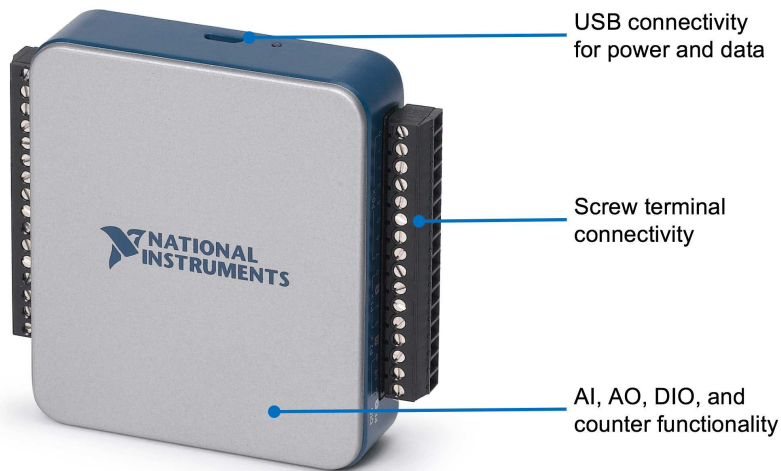 USB connectivity
for power and data
Screw terminal
connectivity
NATIONAL
INSTRUMENTS
AI, AO, DIO, and
counter functionality